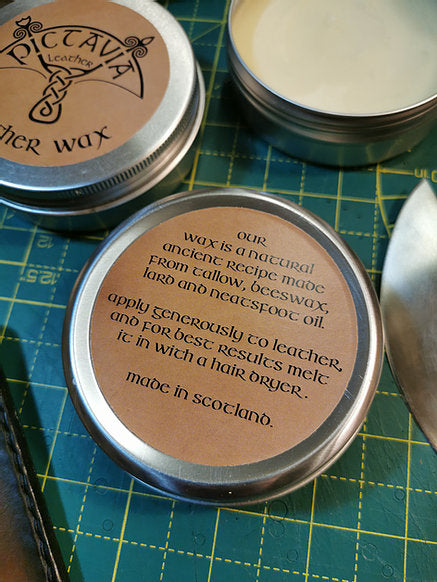 PICTAVIA
Leather
ther wax
our
wax is a natural
ancient recipe made
from tallow, beeswax,
lard and neatsfoot oil.
apply generously to leather,
and for best results melt
it in with a hair dryer.
made in scotland.